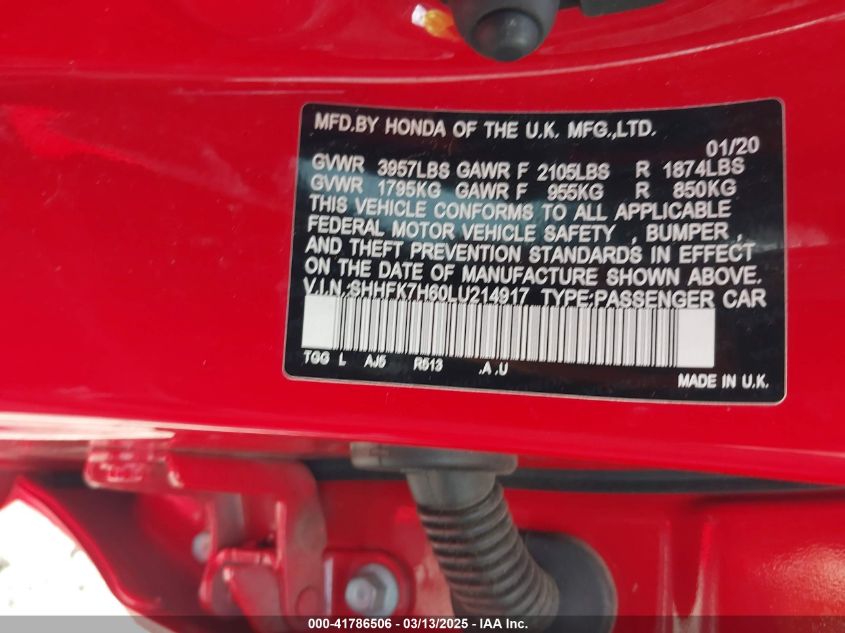 MFD.BY HONDA OF THE U.K. MFG.,LTD.
01/20
GVWR 3957LBS GAWR F 2105LBS R 1874LBS
GVWR 1795KG GAWR F 955KG R 850KG
THIS VEHICLE CONFORMS TO ALL APPLICABLE
FEDERAL MOTOR VEHICLE SAFETY , BUMPER ,
AND THEFT PREVENTION STANDARDS IN EFFECT
ON THE DATE OF MANUFACTURE SHOWN ABOVE.
V.I.N:SHHFK7H60LU214917 TYPE:PASSENGER CAR
TGG L AJ5 R513 .A .U
MADE IN U.K.
000-41786506 - 03/13/2025 - IAA Inc.